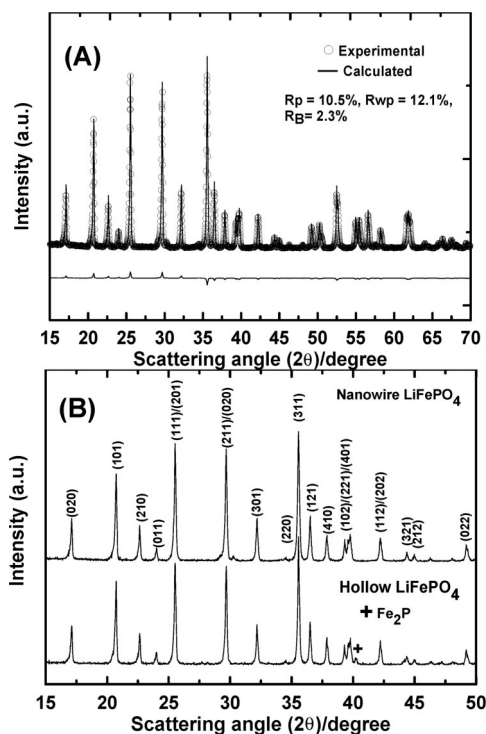 (A)
Experimental
Calculated
Rp = 10.5%, Rwp = 12.1%,
RB= 2.3%
Intensity (a.u.)
15 20 25 30 35 40 45 50 55 60 65 70
Scattering angle (2θ)/degree
(B)
Nanowire LiFePO4
(020)
(101)
(210)
(011)
(111)/(201)
(211)/(020)
(301)
(220)
(311)
(121)
(410)
(102)/(221)/(401)
(112)/(202)
(321)
(212)
(022)
Hollow LiFePO4
+ Fe2P
+
Intensity (a.u.)
15 20 25 30 35 40 45 50
Scattering angle (2θ)/degree